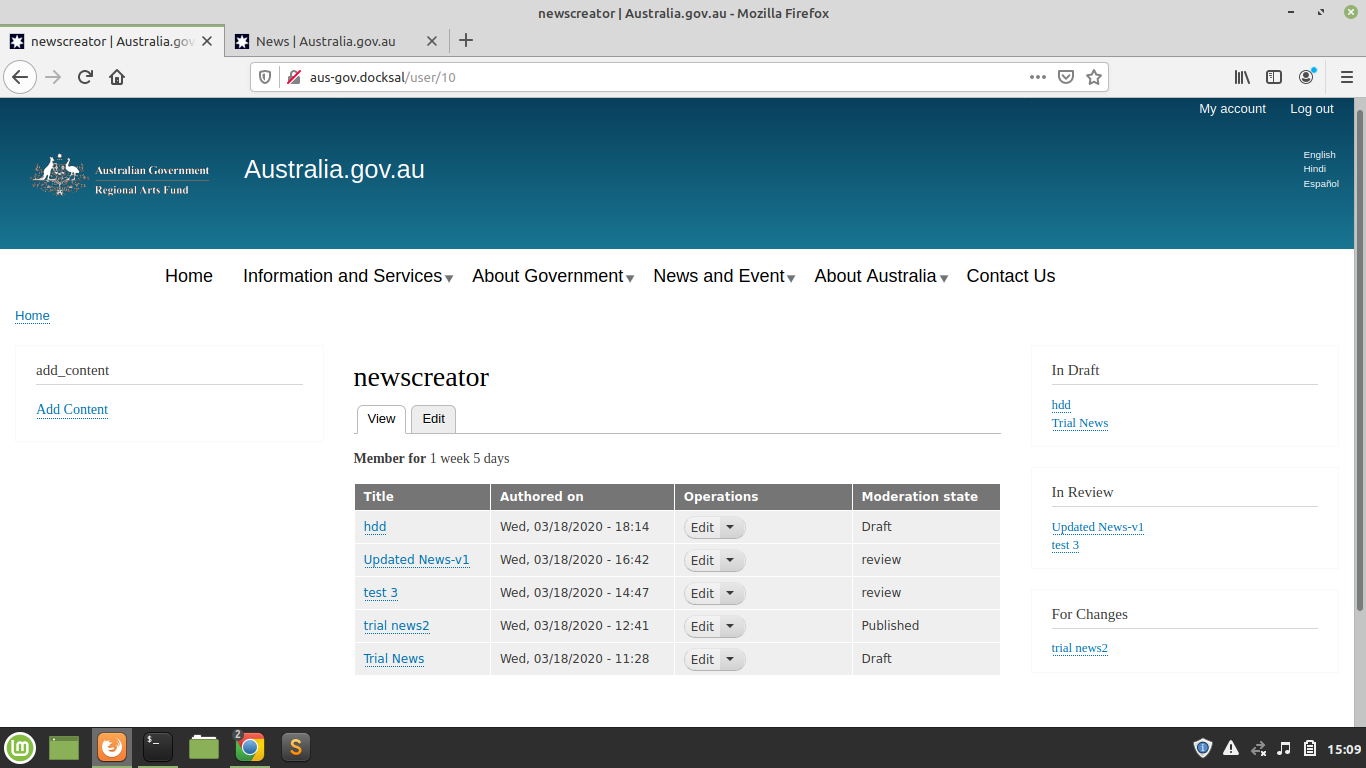 newscreator | Australia.gov.au - Mozilla Firefox
newscreator | Australia.gov
News | Australia.gov.au
aus-gov.docksal/user/10
My account Log out
Australian Government
Regional Arts Fund
Australia.gov.au
English
Hindi
Español
Home Information and Services About Government News and Event About Australia Contact Us
Home
add_content
Add Content
newscreator
View Edit
Member for 1 week 5 days
Title Authored on Operations Moderation state
hdd Wed, 03/18/2020 - 18:14 Edit Draft
Updated News-v1 Wed, 03/18/2020 - 16:42 Edit review
test 3 Wed, 03/18/2020 - 14:47 Edit review
trial news2 Wed, 03/18/2020 - 12:41 Edit Published
Trial News Wed, 03/18/2020 - 11:28 Edit Draft
In Draft
hdd
Trial News
In Review
Updated News-v1
test 3
For Changes
trial news2
2
15:09